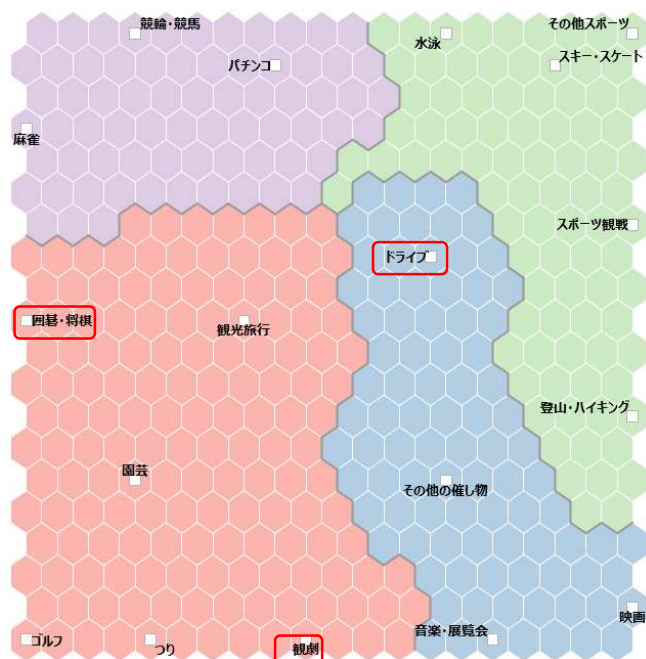 競輪・競馬
水泳
その他スポーツ
パチンコ
スキー・スケート
麻雀
スポーツ観戦
ドライブ
囲碁・将棋
観光旅行
登山・ハイキング
園芸
その他の催し物
映画
ゴルフ
つり
観劇
音楽・展覧会